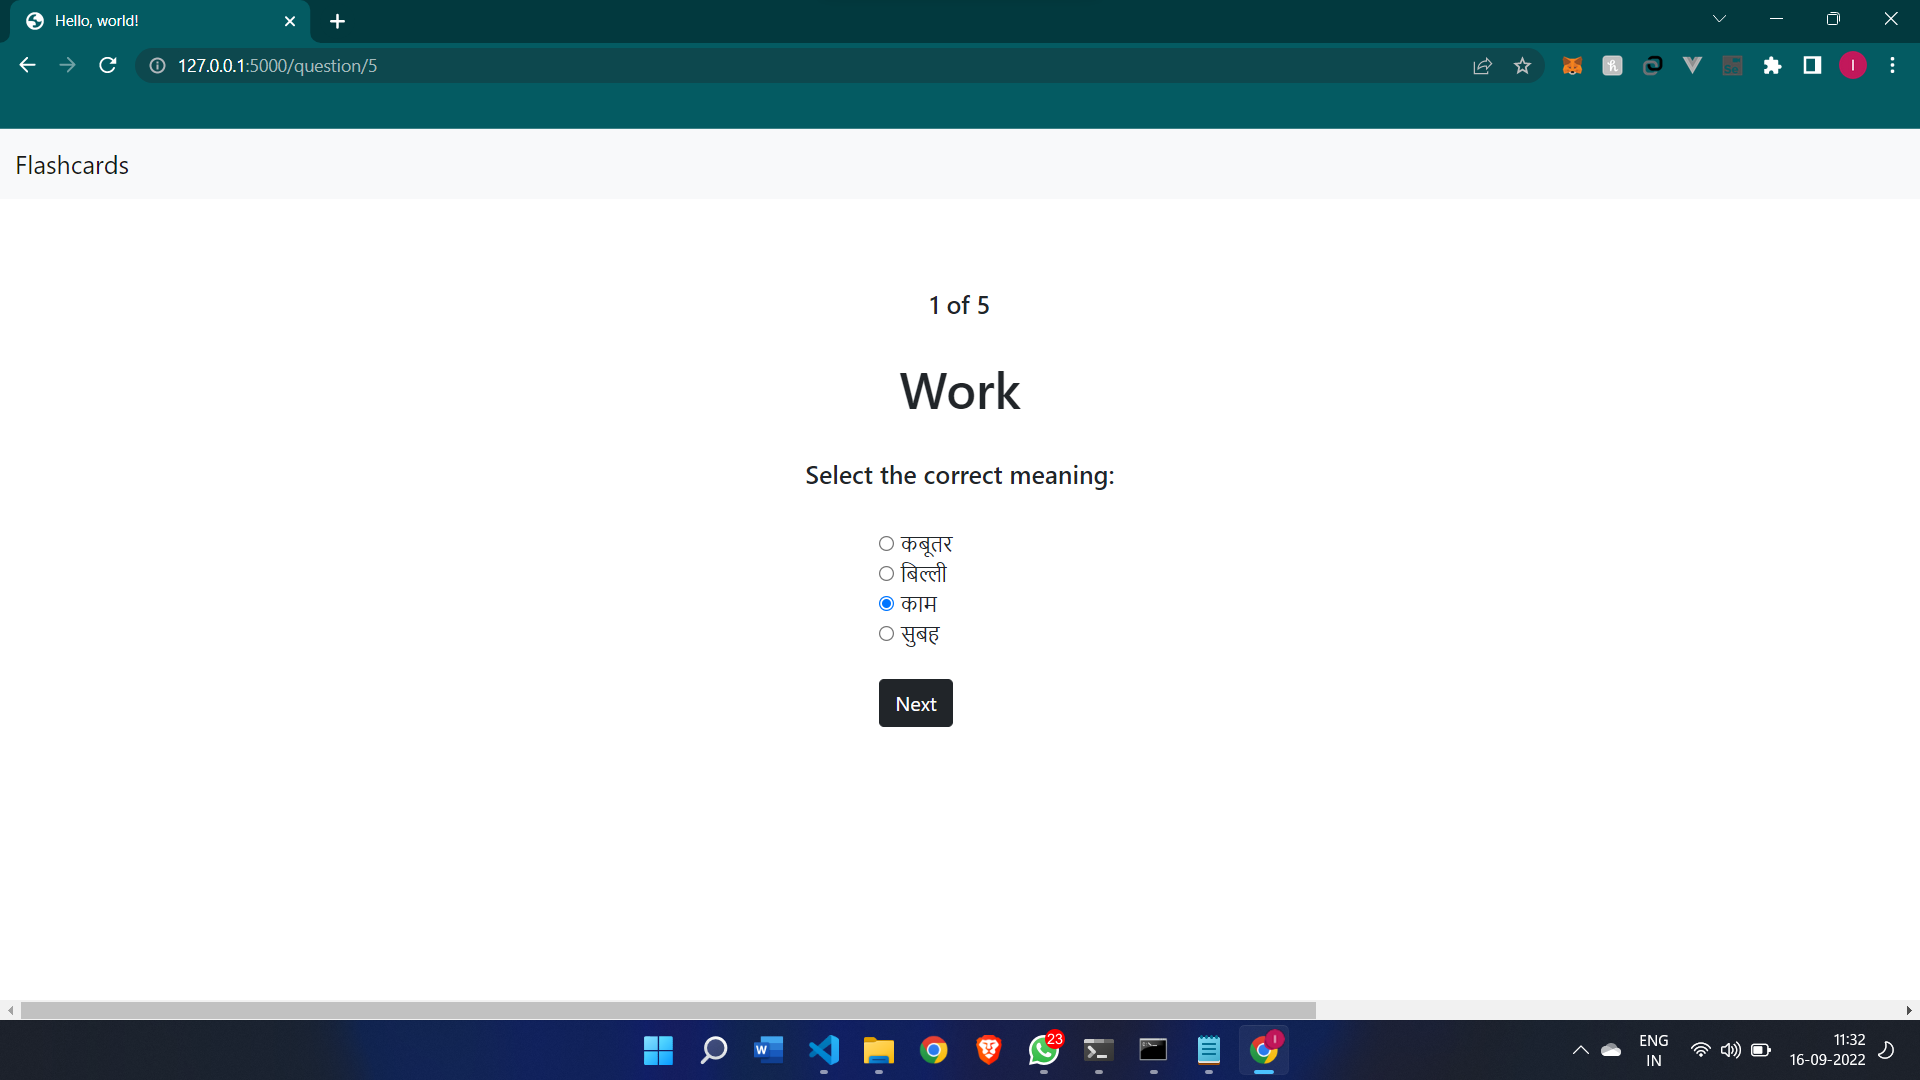 Hello, world!
127.0.0.1:5000/question/5
Flashcards
1 of 5
Work
Select the correct meaning:
कबूतर
बिल्ली
काम
सुबह
Next
23
ENG
IN
11:32
16-09-2022